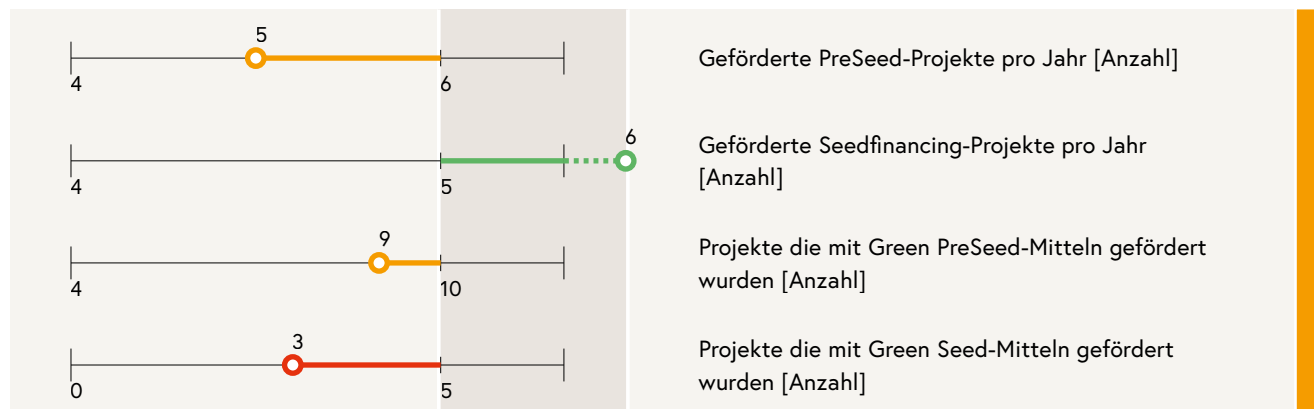 5
4
6
Geförderte PreSeed-Projekte pro Jahr [Anzahl]
6
4
5
Geförderte Seedfinancing-Projekte pro Jahr
[Anzahl]
9
4
10
Projekte die mit Green PreSeed-Mitteln gefördert
wurden [Anzahl]
3
0
5
Projekte die mit Green Seed-Mitteln gefördert
wurden [Anzahl]